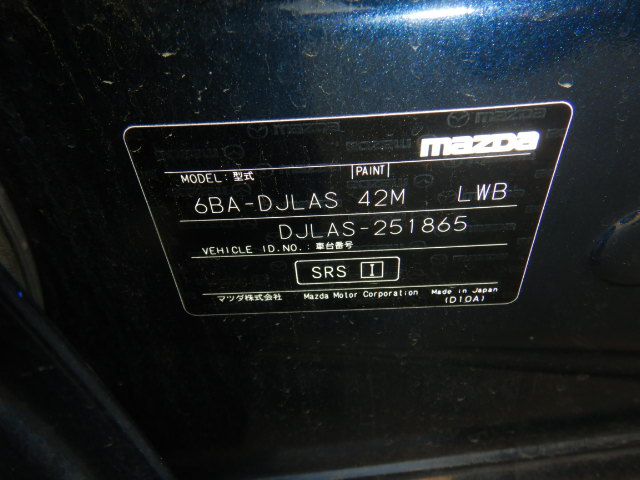 mazda
MODEL: 型式 PAINT
6BA-DJLAS 42M LWB
DJLAS-251865
VEHICLE ID.NO.: 車台番号
SRS I
マツダ株式会社 Mazda Motor Corporation Made in Japan
(D10A)